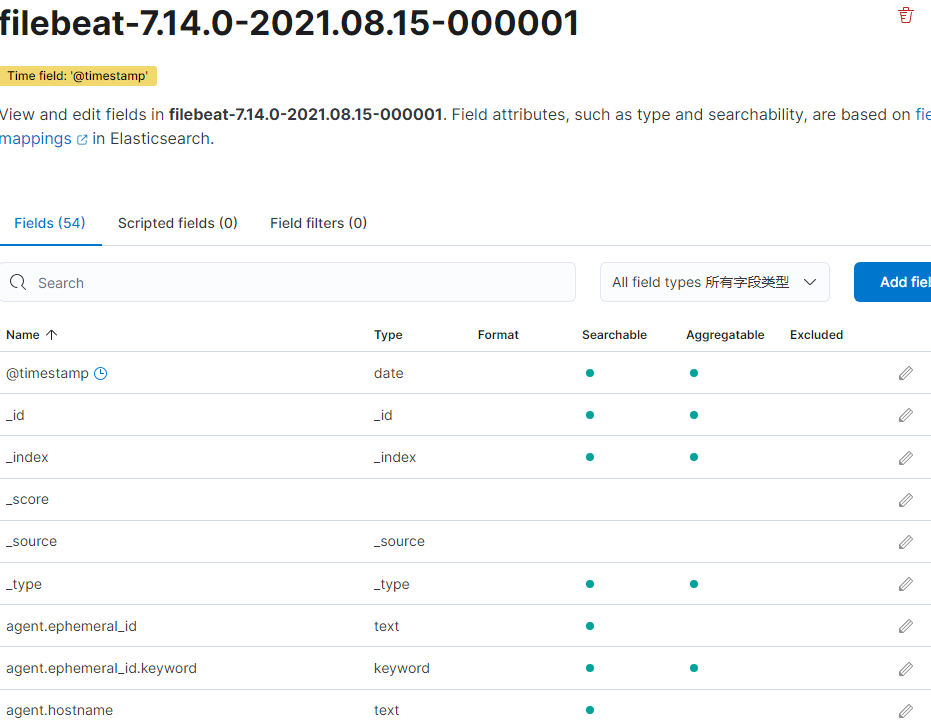 filebeat-7.14.0-2021.08.15-000001
Time field: '@timestamp'
View and edit fields in filebeat-7.14.0-2021.08.15-000001. Field attributes, such as type and searchability, are based on fie
mappings in Elasticsearch.
Fields (54) Scripted fields (0) Field filters (0)
Search All field types 所有字段类型 Add fiel
Name Type Format Searchable Aggregatable Excluded
@timestamp date
_id _id
_index _index
_score
_source _source
_type _type
agent.ephemeral_id text
agent.ephemeral_id.keyword keyword
agent.hostname text